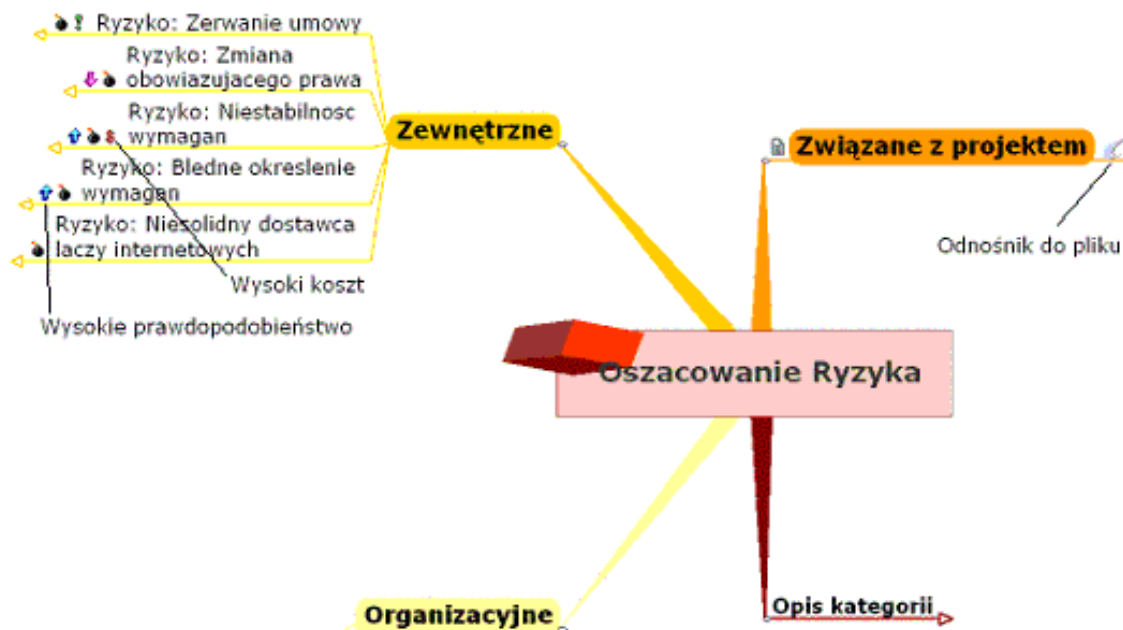 Ryzyko: Zerwanie umowy
Ryzyko: Zmiana
obowiazujacego prawa
Ryzyko: Niestabilnosc
wymagan
Ryzyko: Bledne okreslenie
wymagan
Ryzyko: Niesolidny dostawca
laczy internetowych
Wysoki koszt
Wysokie prawdopodobieństwo
Zewnętrzne
Związane z projektem
Odnośnik do pliku
Oszacowanie Ryzyka
Organizacyjne
Opis kategorii